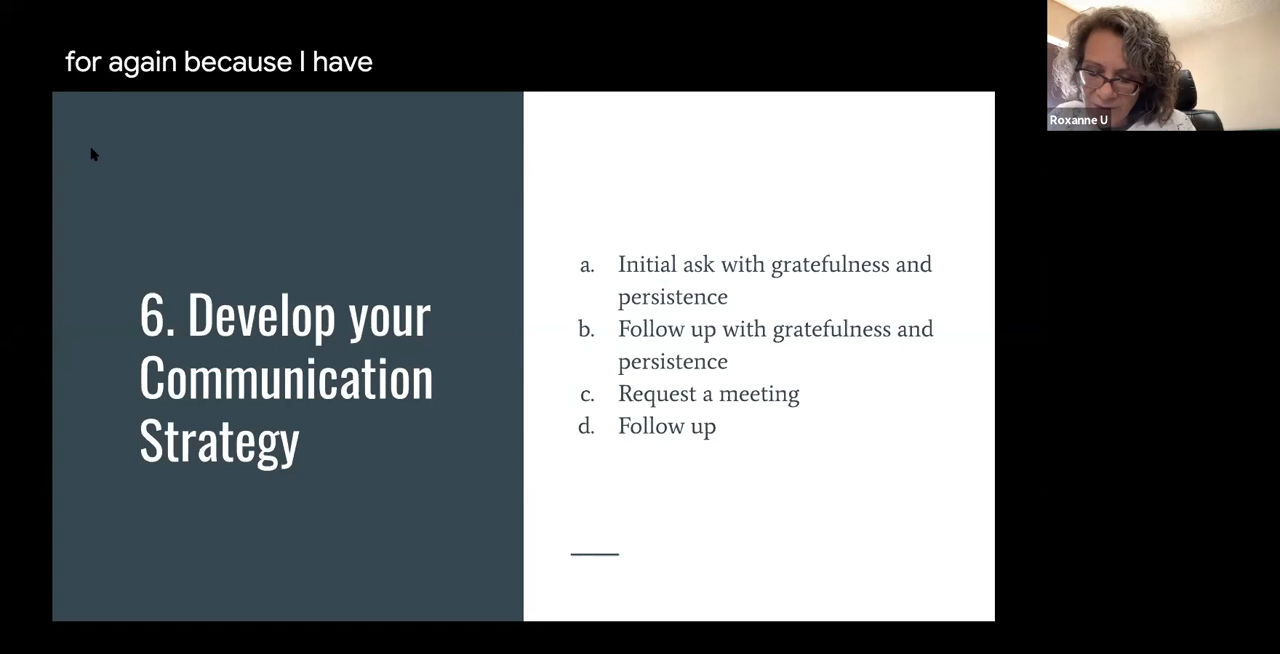 for again because I have
Roxanne U
6. Develop your
Communication
Strategy
a. Initial ask with gratefulness and
persistence
b. Follow up with gratefulness and
persistence
c. Request a meeting
d. Follow up